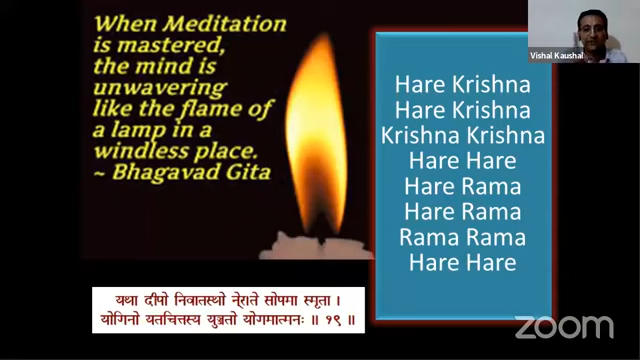 When Meditation
is mastered,
the mind is
unwavering
like the flame of
a lamp in a
windless place.
~ Bhagavad Gita
Hare Krishna
Hare Krishna
Krishna Krishna
Hare Hare
Hare Rama
Hare Rama
Rama Rama
Hare Hare
यथा दीपो निवातस्थो नेङ्गते सोपमा स्मृता ।
योगिनो यतचित्तस्य युञ्जतो योगमात्मनः ॥ १९ ॥
Vishal Kaushal
zoom